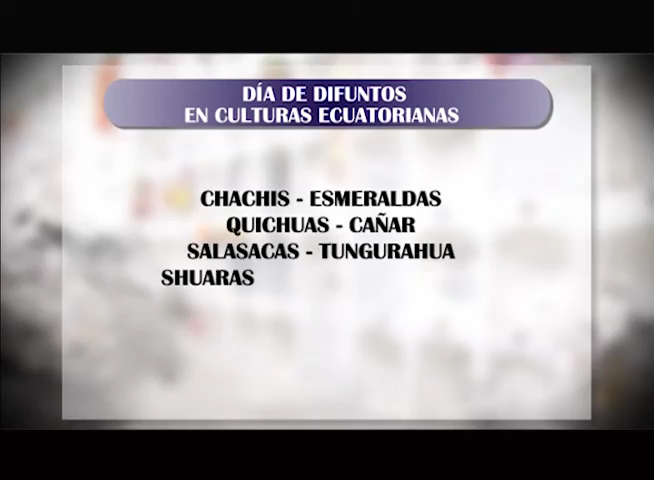 DÍA DE DIFUNTOS
EN CULTURAS ECUATORIANAS
CHACHIS - ESMERALDAS
QUICHUAS - CAÑAR
SALASACAS - TUNGURAHUA
SHUARAS